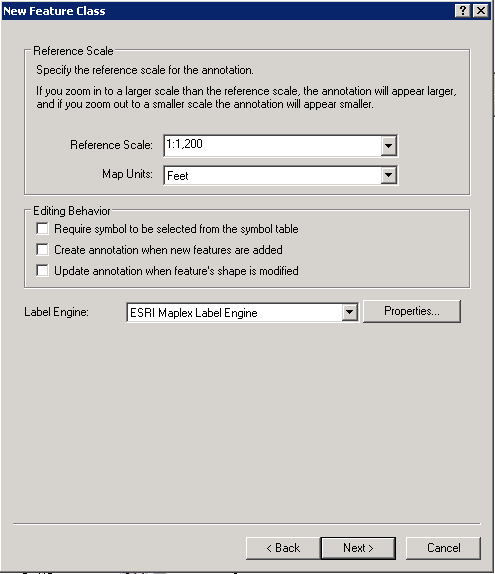 New Feature Class
Reference Scale
Specify the reference scale for the annotation.
If you zoom in to a larger scale than the reference scale, the annotation will appear larger,
and if you zoom out to a smaller scale the annotation will appear smaller.
Reference Scale: 1:1,200
Map Units: Feet
Editing Behavior
Require symbol to be selected from the symbol table
Create annotation when new features are added
Update annotation when feature's shape is modified
Label Engine: ESRI Maplex Label Engine Properties...
< Back Next > Cancel